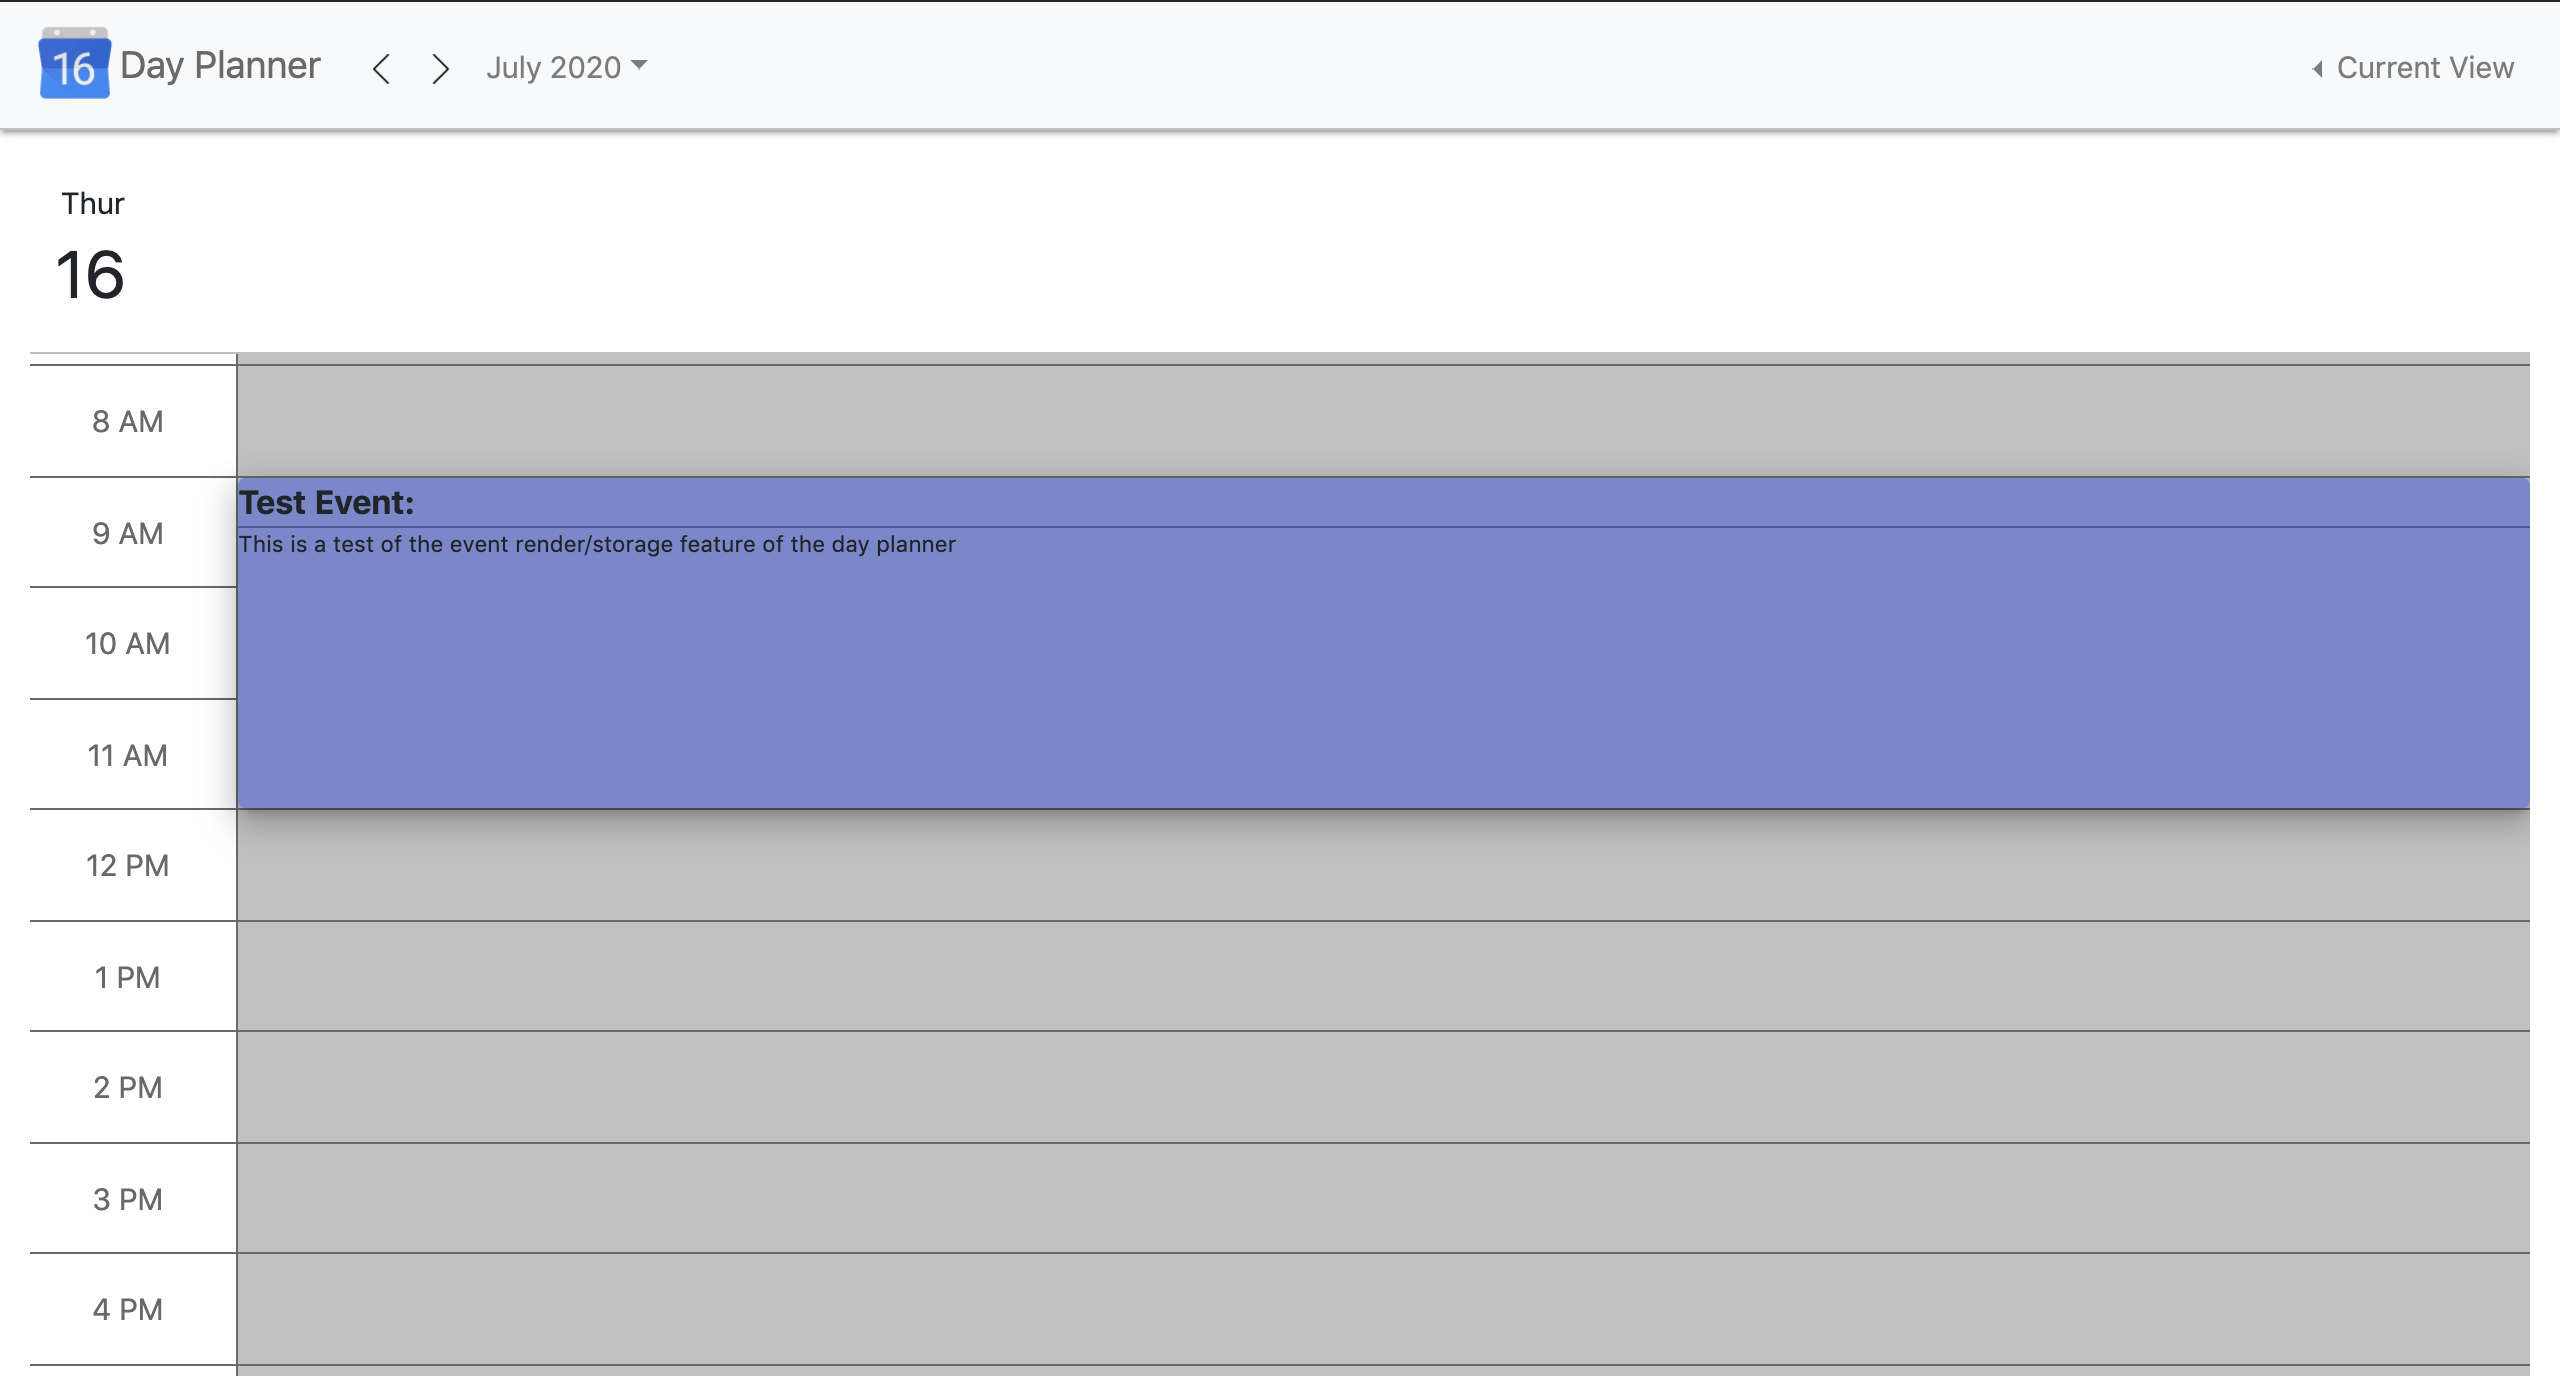 16 Day Planner July 2020 Current View
Thur
16
8 AM
Test Event:
9 AM
This is a test of the event render/storage feature of the day planner
10 AM
11 AM
12 PM
1 PM
2 PM
3 PM
4 PM